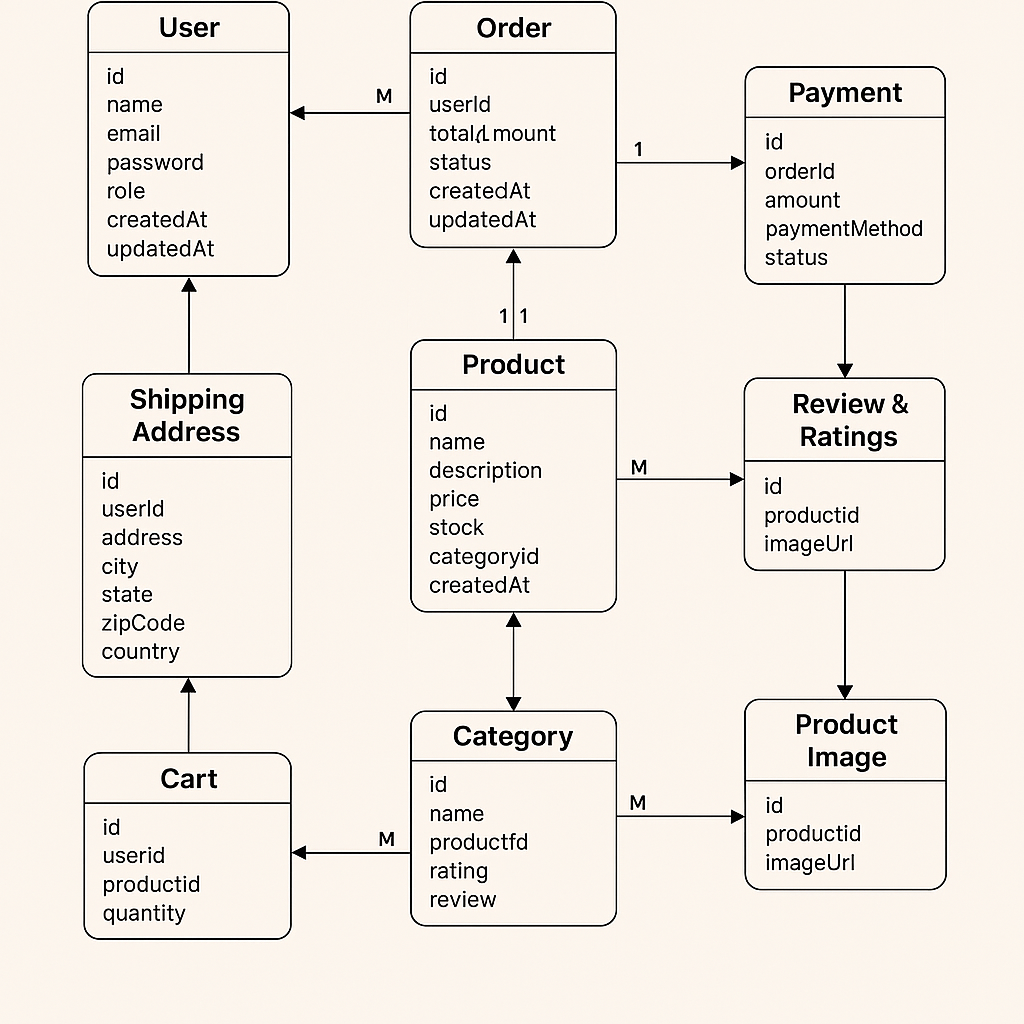 User
id
name
email
password
role
createdAt
updatedAt
M
Order
id
userId
status
createdAt
updatedAt
1
Payment
id
orderId
amount
paymentMethod
status
1 1
Shipping
Address
id
userId
address
city
state
zipCode
country
Product
id
name
description
price
stock
categoryid
createdAt
M
Review &
Ratings
id
productid
imageUrl
Cart
id
userid
productid
quantity
M
Category
id
name
productfd
rating
review
M
Product
Image
id
productid
imageUrl